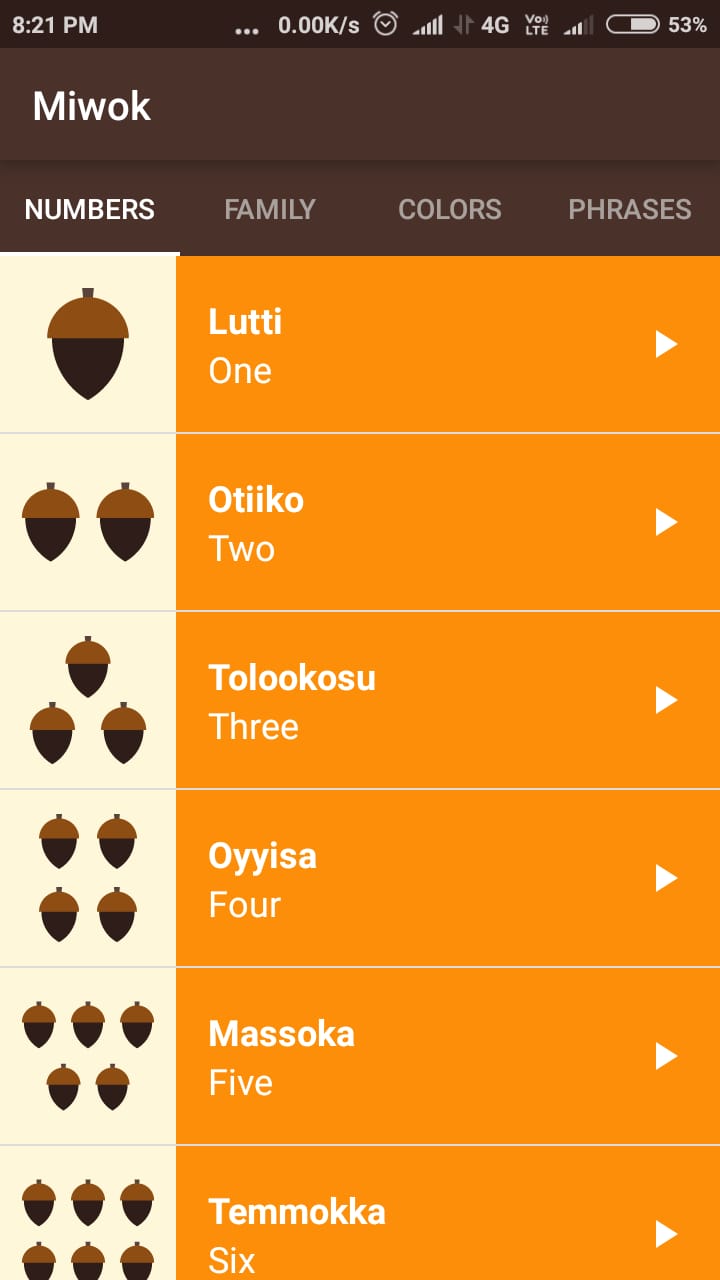 8:21 PM ... 0.00K/s 4G Vo)) LTE 53%
Miwok
NUMBERS FAMILY COLORS PHRASES
Lutti
One
Otiiko
Two
Tolookosu
Three
Oyyisa
Four
Massoka
Five
Temmokka
Six